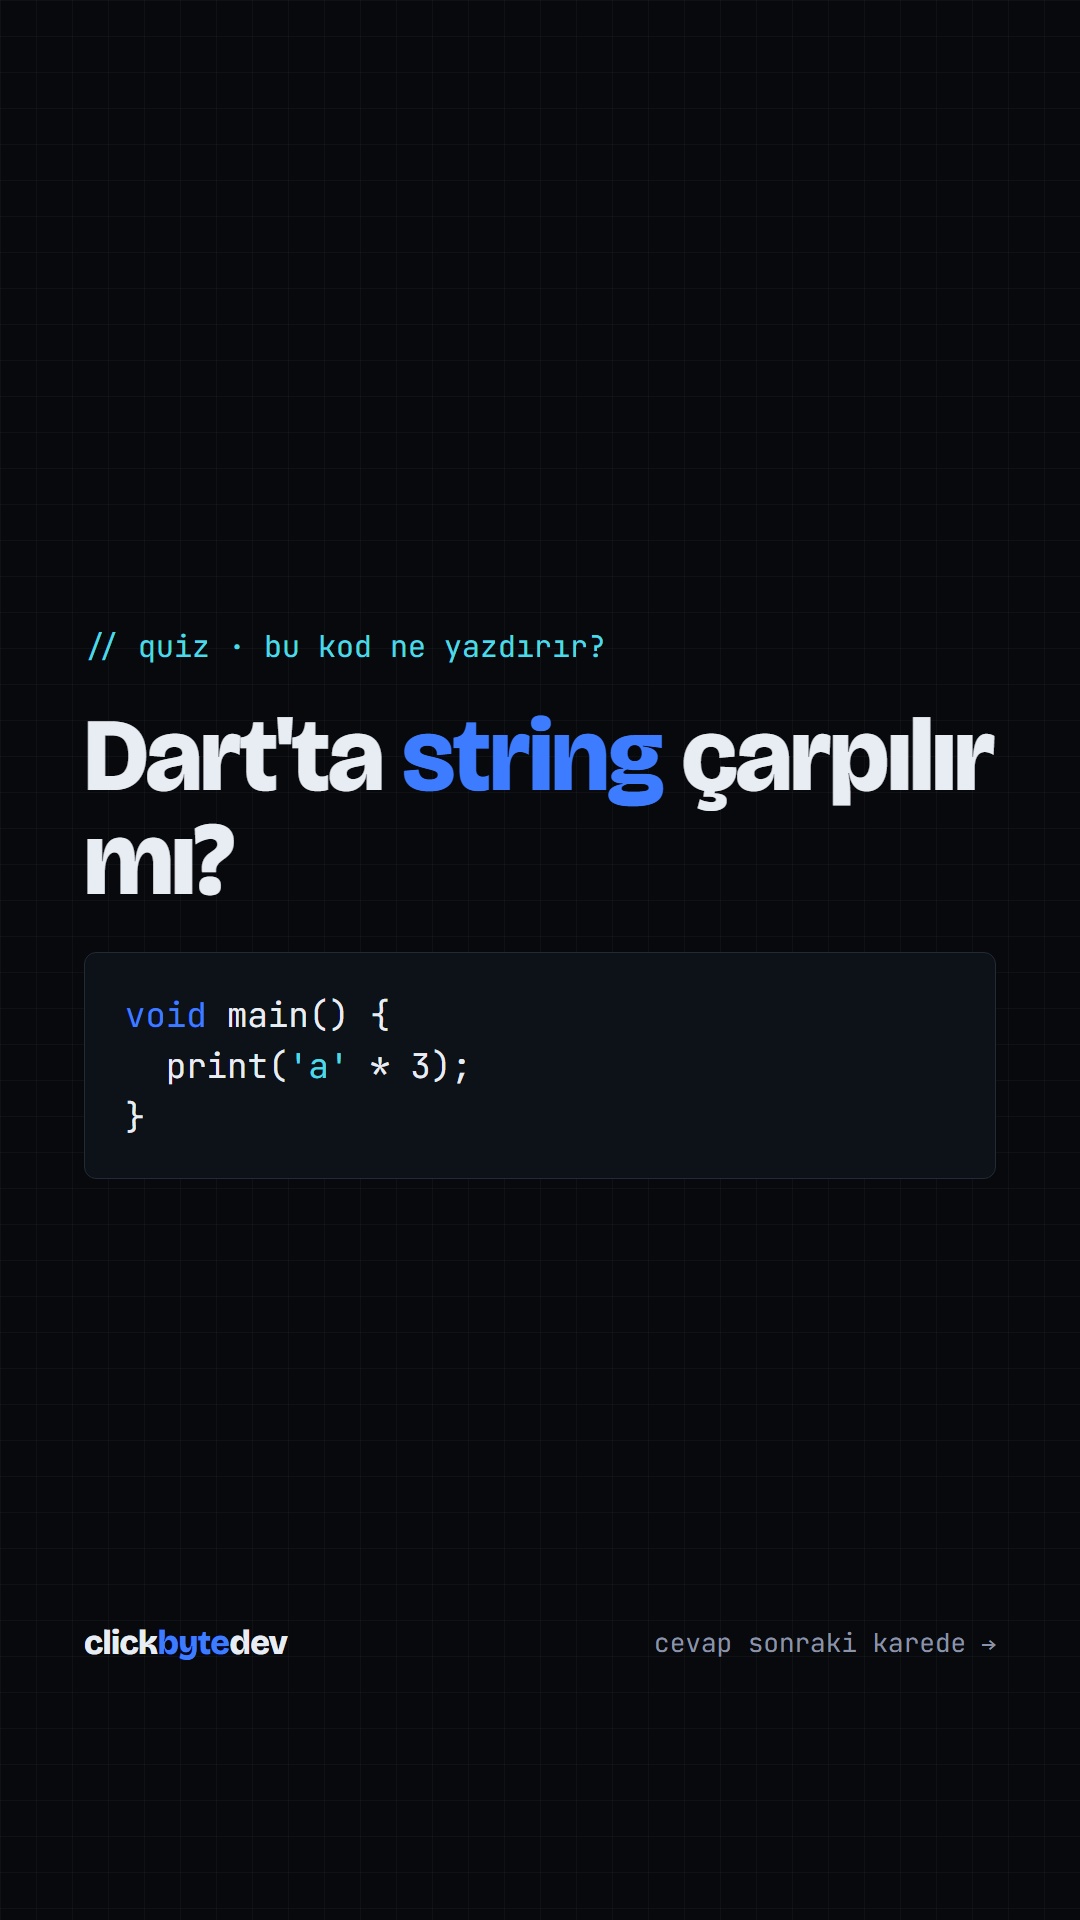 // quiz · bu kod ne yazdırır?
Dart'ta string çarpılır
mı?
void main() {
  print('a' * 3);
}
clickbytedev
cevap sonraki karede →